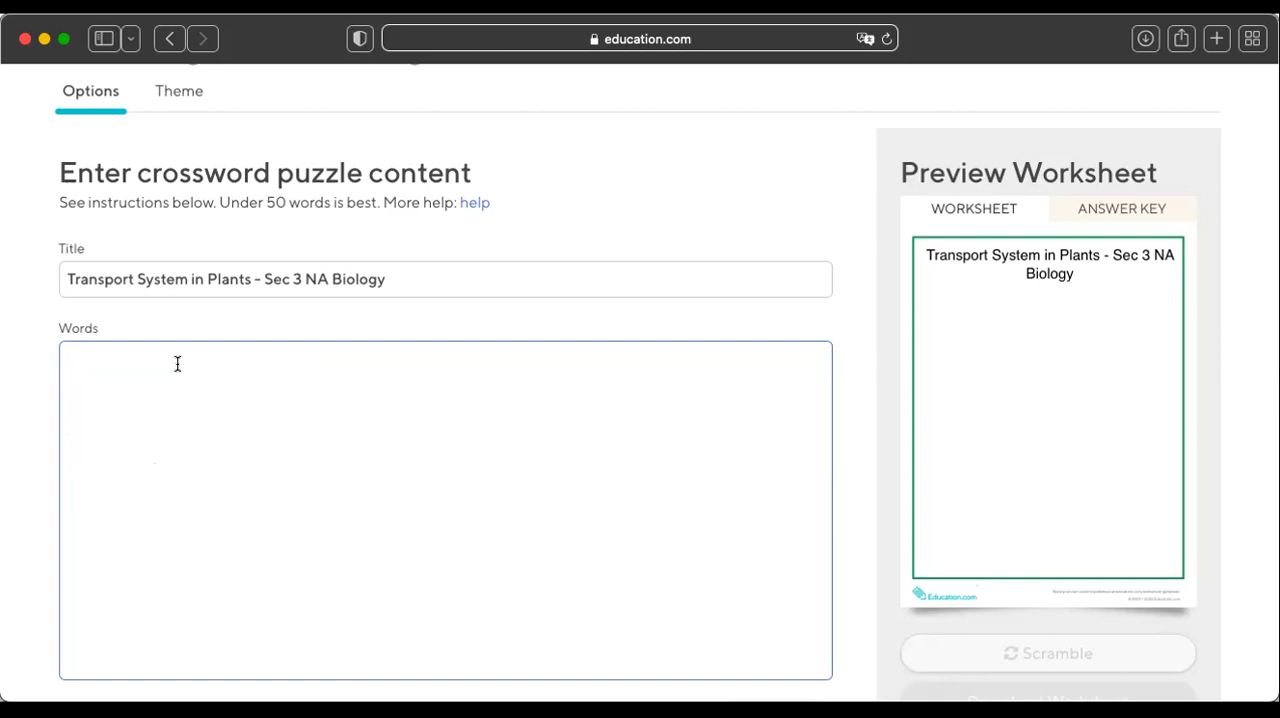 education.com
Options
Theme
Enter crossword puzzle content
See instructions below. Under 50 words is best. More help: help
Title
Transport System in Plants - Sec 3 NA Biology
Words
Preview Worksheet
WORKSHEET
ANSWER KEY
Transport System in Plants - Sec 3 NA
Biology
Education.com
Scramble